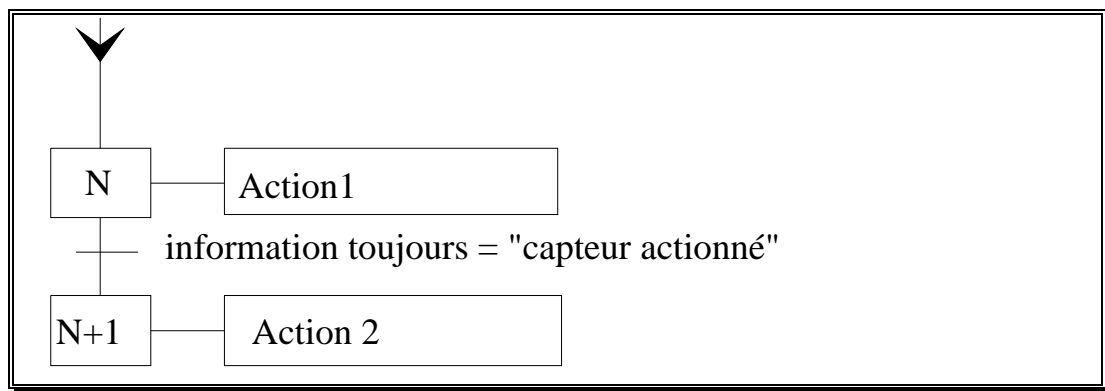 N
Action1
information toujours = "capteur actionné"
N+1
Action 2